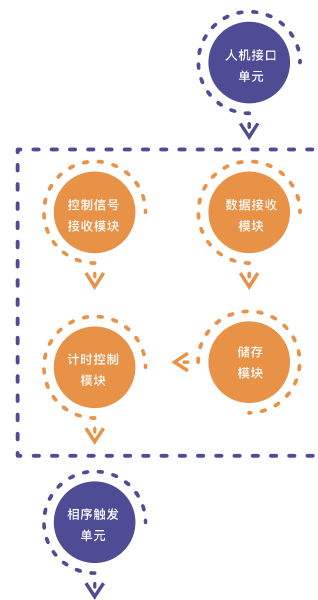 人机接口
单元
控制信号
接收模块
数据接收
模块
计时控制
模块
储存
模块
相序触发
单元